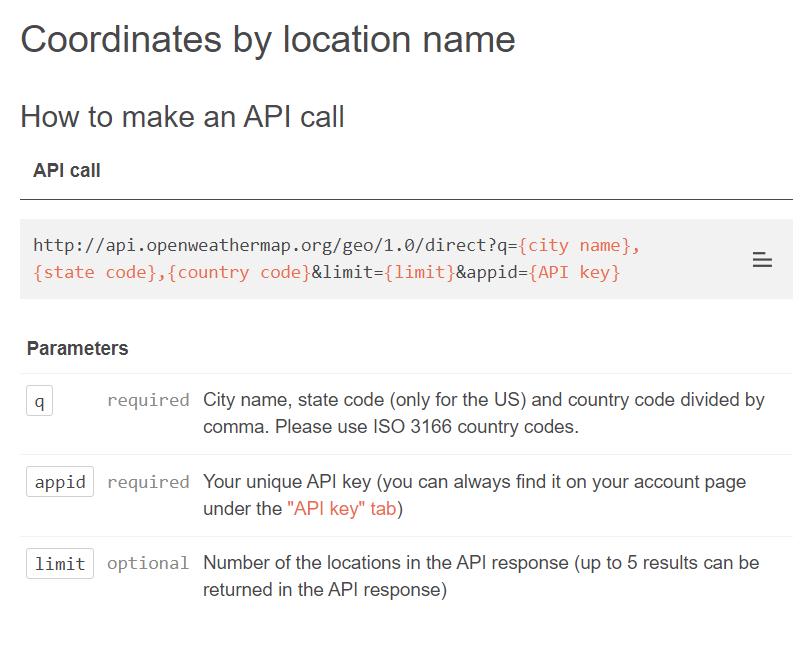 Coordinates by location name
How to make an API call
API call
http://api.openweathermap.org/geo/1.0/direct?q={city name},
{state code},{country code}&limit={limit}&appid={API key}
Parameters
q required City name, state code (only for the US) and country code divided by
comma. Please use ISO 3166 country codes.
appid required Your unique API key (you can always find it on your account page
under the "API key" tab)
limit optional Number of the locations in the API response (up to 5 results can be
returned in the API response)